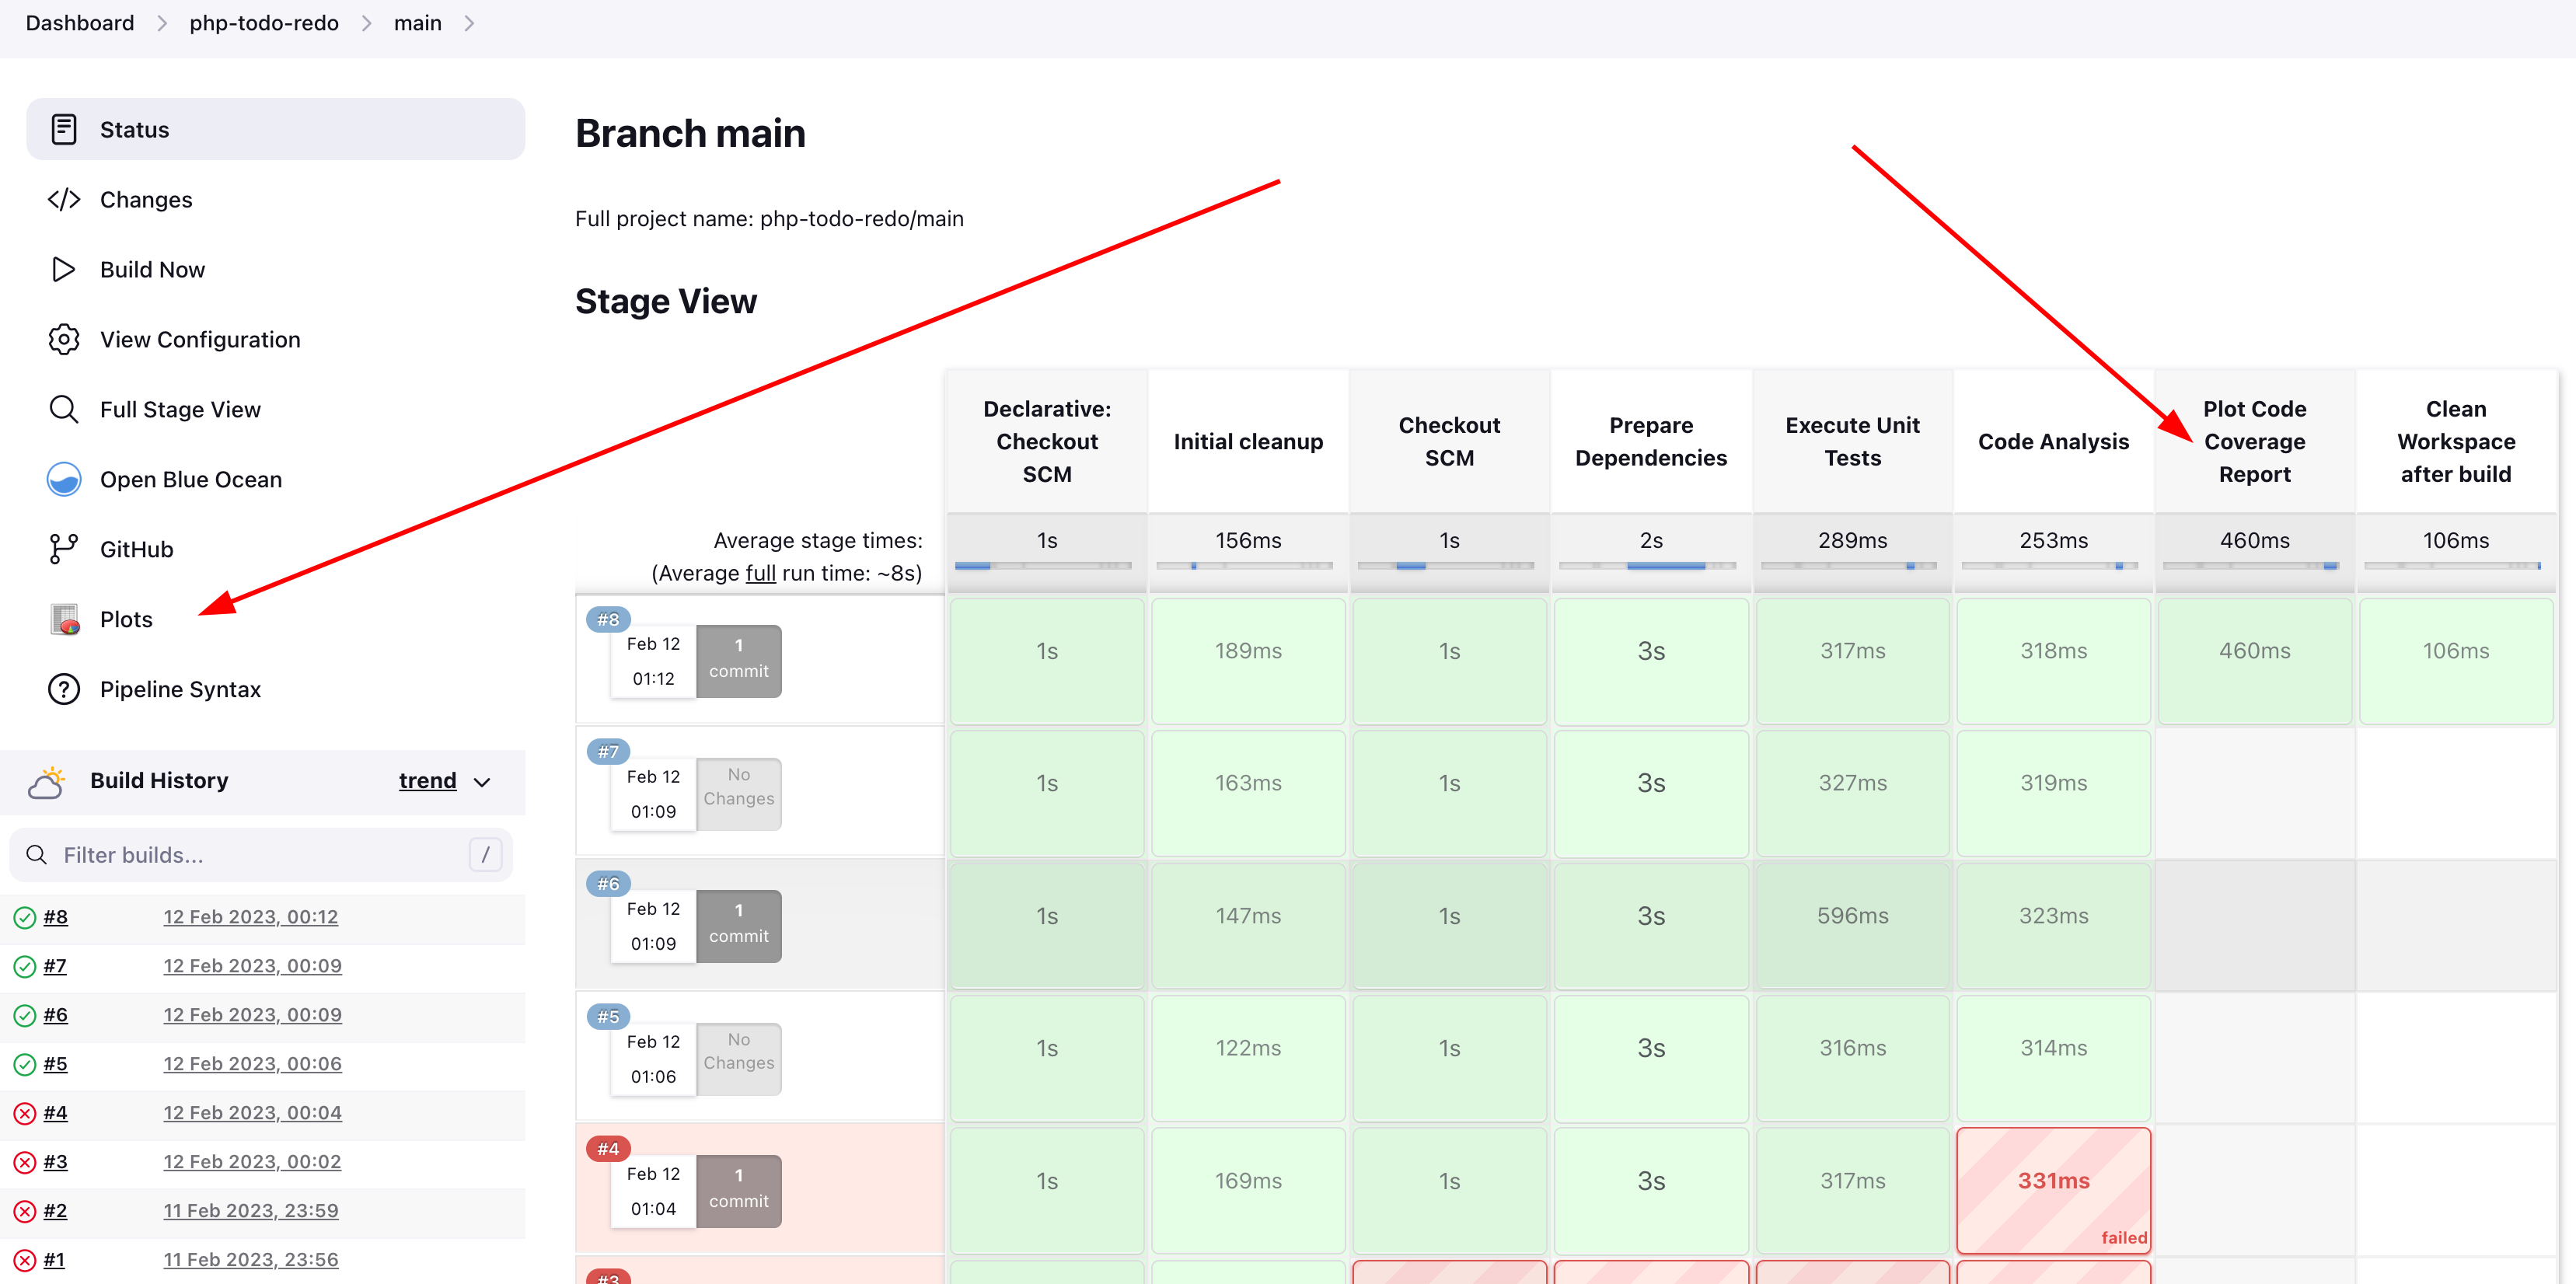 Dashboard
php-todo-redo
main
Status
Changes
Build Now
View Configuration
Full Stage View
Open Blue Ocean
GitHub
Plots
Pipeline Syntax
Build History
trend
Filter builds...
/
#8
12 Feb 2023, 00:12
#7
12 Feb 2023, 00:09
#6
12 Feb 2023, 00:09
#5
12 Feb 2023, 00:06
#4
12 Feb 2023, 00:04
#3
12 Feb 2023, 00:02
#2
11 Feb 2023, 23:59
#1
11 Feb 2023, 23:56
Branch main
Full project name: php-todo-redo/main
Stage View
Declarative:
Checkout
SCM
Initial cleanup
Checkout
SCM
Prepare
Dependencies
Execute Unit
Tests
Code Analysis
Plot Code
Coverage
Report
Clean
Workspace
after build
Average stage times:
(Average full run time: ~8s)
1s
156ms
1s
2s
289ms
253ms
460ms
106ms
#8
Feb 12
01:12
1
commit
1s
189ms
1s
3s
317ms
318ms
460ms
106ms
#7
Feb 12
01:09
No
Changes
1s
163ms
1s
3s
327ms
319ms
#6
Feb 12
01:09
1
commit
1s
147ms
1s
3s
596ms
323ms
#5
Feb 12
01:06
No
Changes
1s
122ms
1s
3s
316ms
314ms
#4
Feb 12
01:04
1
commit
1s
169ms
1s
3s
317ms
331ms
failed
#3